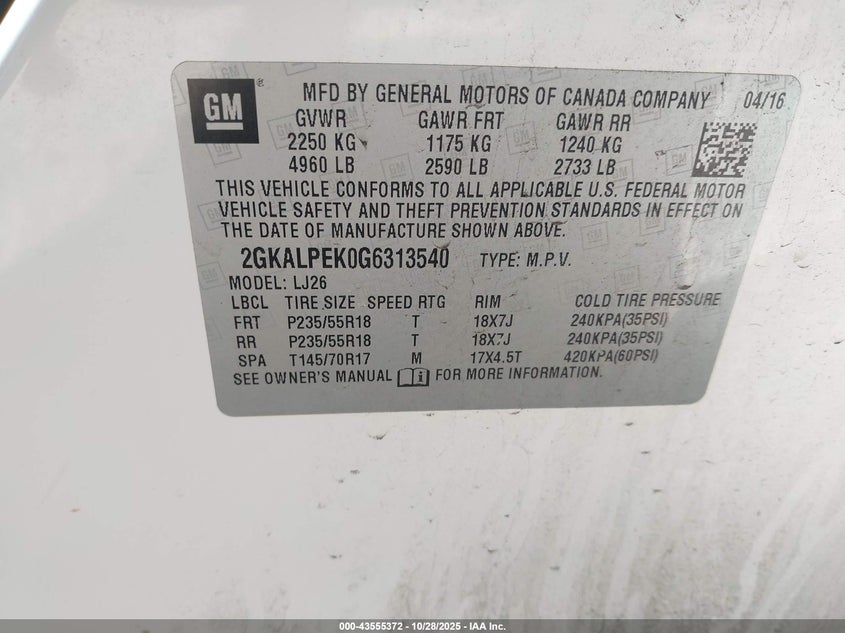 GM ®
MFD BY GENERAL MOTORS OF CANADA COMPANY 04/16
GVWR GAWR FRT GAWR RR
2250 KG 1175 KG 1240 KG
4960 LB 2590 LB 2733 LB
THIS VEHICLE CONFORMS TO ALL APPLICABLE U.S. FEDERAL MOTOR
VEHICLE SAFETY AND THEFT PREVENTION STANDARDS IN EFFECT ON
THE DATE OF MANUFACTURE SHOWN ABOVE.
2GKALPEK0G6313540 TYPE: M.P.V.
MODEL: LJ26
LBCL TIRE SIZE SPEED RTG RIM COLD TIRE PRESSURE
FRT P235/55R18 T 18X7J 240KPA(35PSI)
RR P235/55R18 T 18X7J 240KPA(35PSI)
SPA T145/70R17 M 17X4.5T 420KPA(60PSI)
SEE OWNER'S MANUAL i FOR MORE INFORMATION.
000-43555372 - 10/28/2025 - IAA Inc.